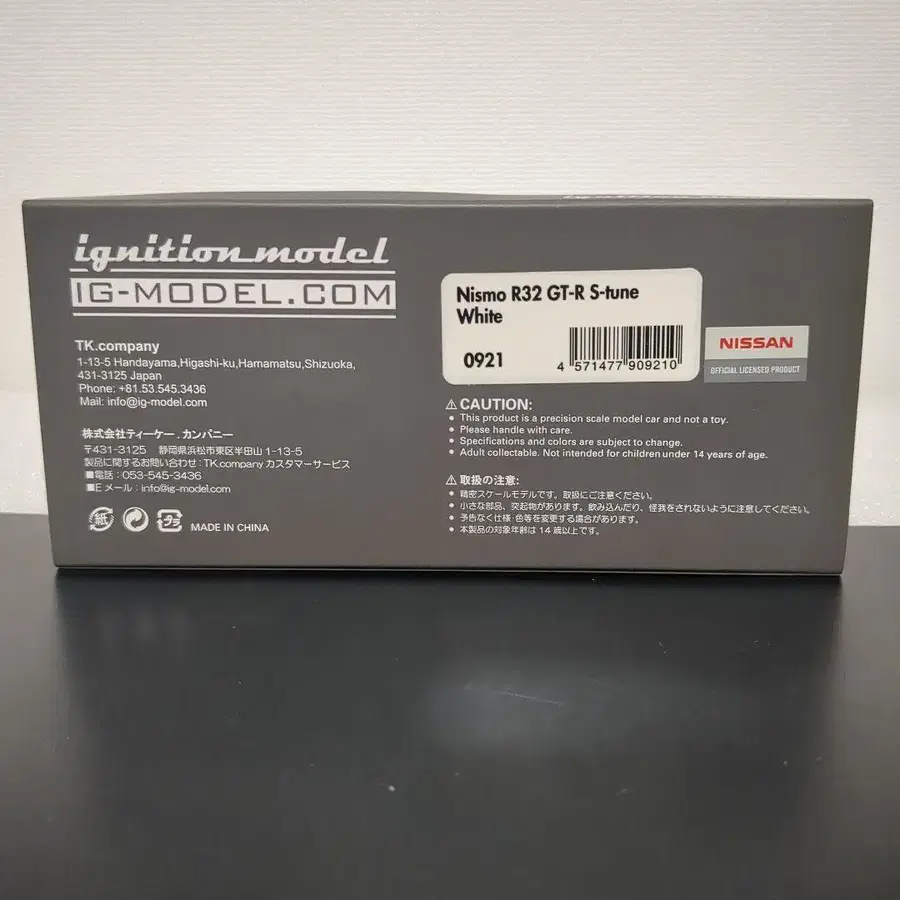 ignition model
IG-MODEL.COM
TK.company
1-13-5 Handayama,Higashi-ku,Hamamatsu,Shizuoka,
431-3125 Japan
Phone: +81.53.545.3436
Mail: info@ig-model.com
株式会社ティーケー.カンパニー
〒431-3125 静岡県浜松市東区半田山1-13-5
製品に関するお問い合わせ:TK.company カスタマーサービス
■電話:053-545-3436
■Eメール:info@ig-model.com
紙
プラ
MADE IN CHINA
Nismo R32 GT-R S-tune
White
0921
4 571477 909210
NISSAN
OFFICIAL LICENSED PRODUCT
⚠CAUTION:
• This product is a precision scale model car and not a toy.
• Please handle with care.
• Specifications and colors are subject to change.
• Adult collectable. Not intended for children under 14 years of age.
⚠取扱の注意:
• 精密スケールモデルです。取扱にご注意ください。
• 小さな部品、突起物があります。飲み込んだり、怪我をされないように注意してください。
• 予告なく仕様・色等を変更する場合があります。
• 本製品の対象年齢は14歳以上です。